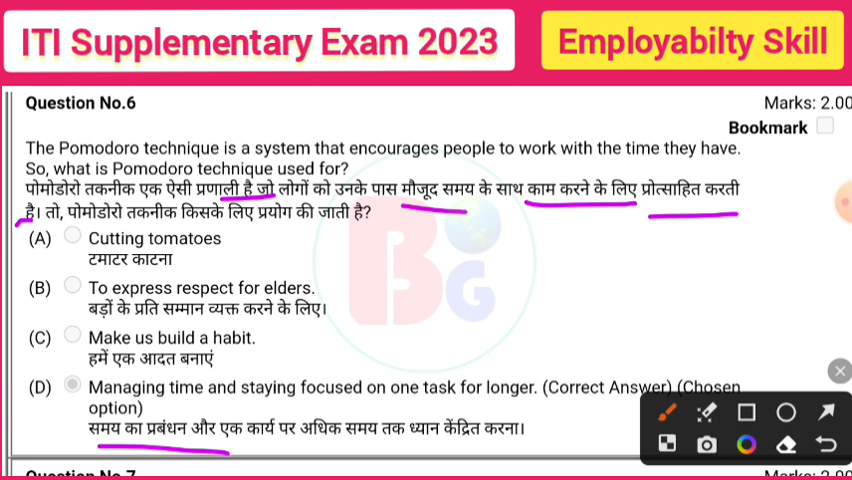 ITI Supplementary Exam 2023
Employabilty Skill
Question No.6
Marks: 2.00
Bookmark
The Pomodoro technique is a system that encourages people to work with the time they have.
So, what is Pomodoro technique used for?
पोमोडोरो तकनीक एक ऐसी प्रणाली है जो लोगों को उनके पास मौजूद समय के साथ काम करने के लिए प्रोत्साहित करती
है। तो, पोमोडोरो तकनीक किसके लिए प्रयोग की जाती है?
(A) Cutting tomatoes
टमाटर काटना
(B) To express respect for elders.
बड़ों के प्रति सम्मान व्यक्त करने के लिए।
(C) Make us build a habit.
हमें एक आदत बनाएं
(D) Managing time and staying focused on one task for longer. (Correct Answer) (Chosen
option)
समय का प्रबंधन और एक कार्य पर अधिक समय तक ध्यान केंद्रित करना।
BG
Question No.7
Marks: 2.00